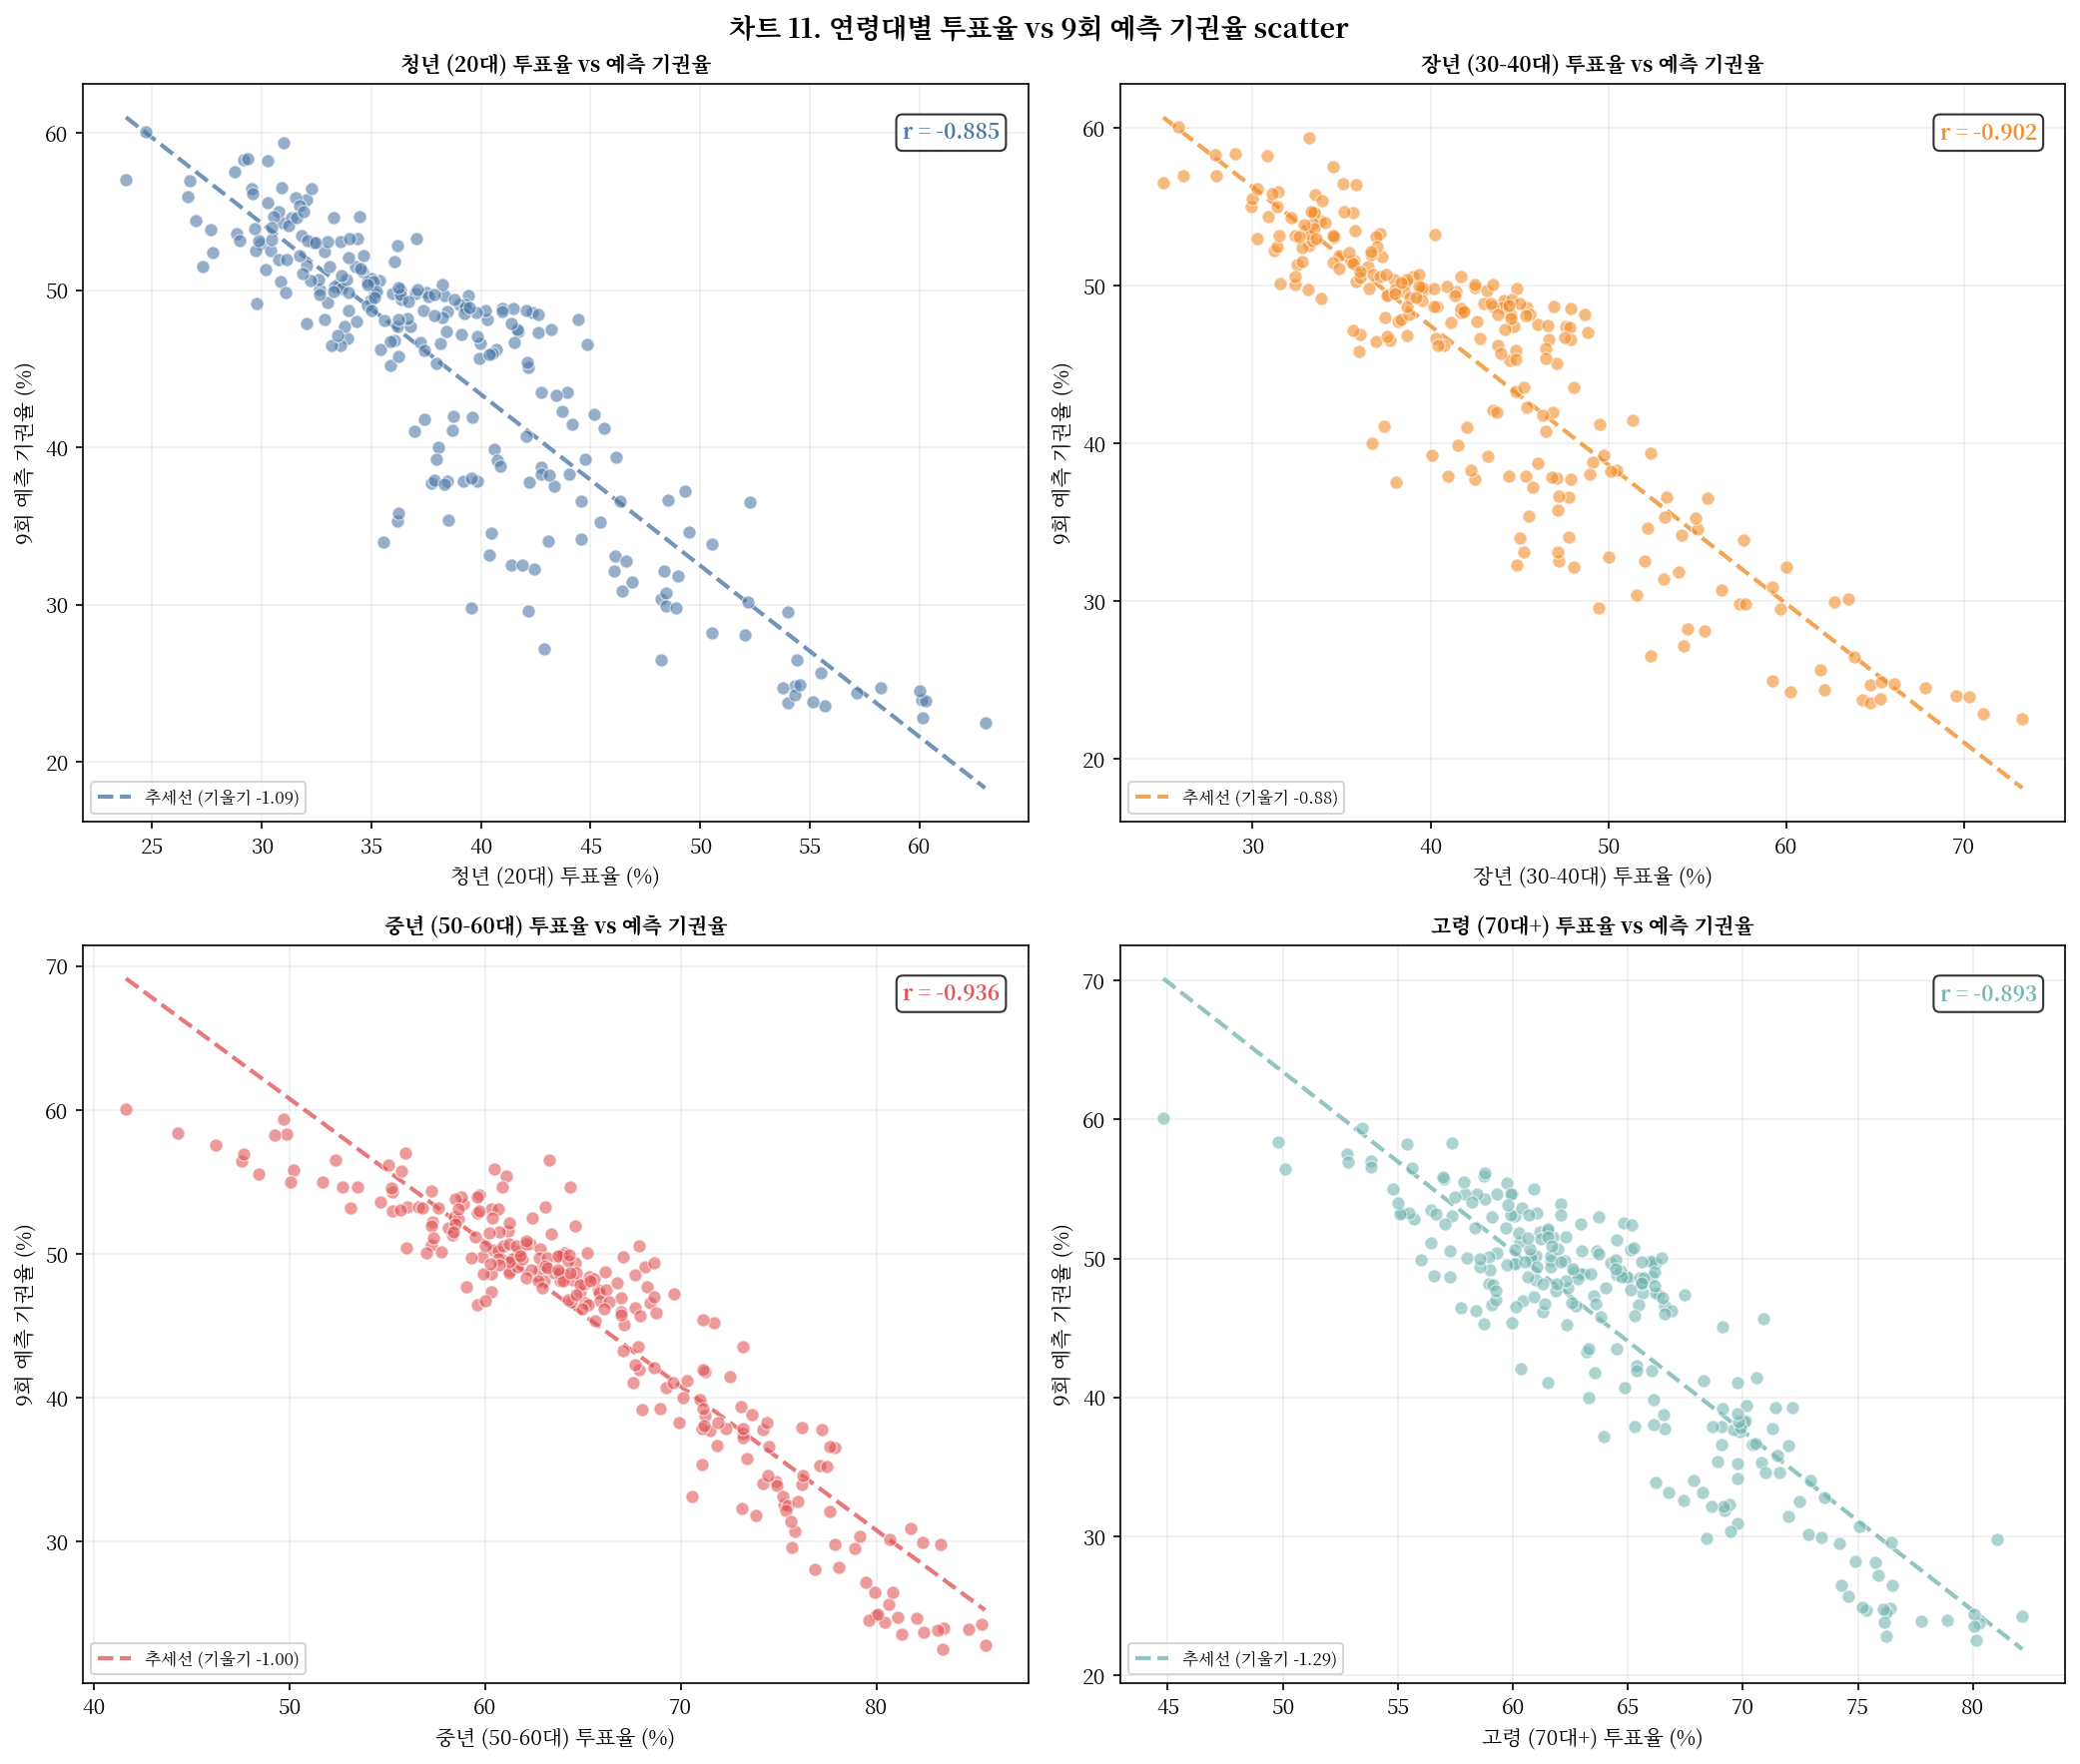 차트 11. 연령대별 투표율 vs 9회 예측 기권율 scatter
청년 (20대) 투표율 vs 예측 기권율
r = -0.885
60
50
40
30
20
9회 예측 기권율 (%)
추세선 (기울기 -1.09)
25 30 35 40 45 50 55 60
청년 (20대) 투표율 (%)
장년 (30-40대) 투표율 vs 예측 기권율
r = -0.902
60
50
40
30
20
9회 예측 기권율 (%)
추세선 (기울기 -0.88)
30 40 50 60 70
장년 (30-40대) 투표율 (%)
중년 (50-60대) 투표율 vs 예측 기권율
r = -0.936
70
60
50
40
30
9회 예측 기권율 (%)
추세선 (기울기 -1.00)
40 50 60 70 80
중년 (50-60대) 투표율 (%)
고령 (70대+) 투표율 vs 예측 기권율
r = -0.893
70
60
50
40
30
20
9회 예측 기권율 (%)
추세선 (기울기 -1.29)
45 50 55 60 65 70 75 80
고령 (70대+) 투표율 (%)